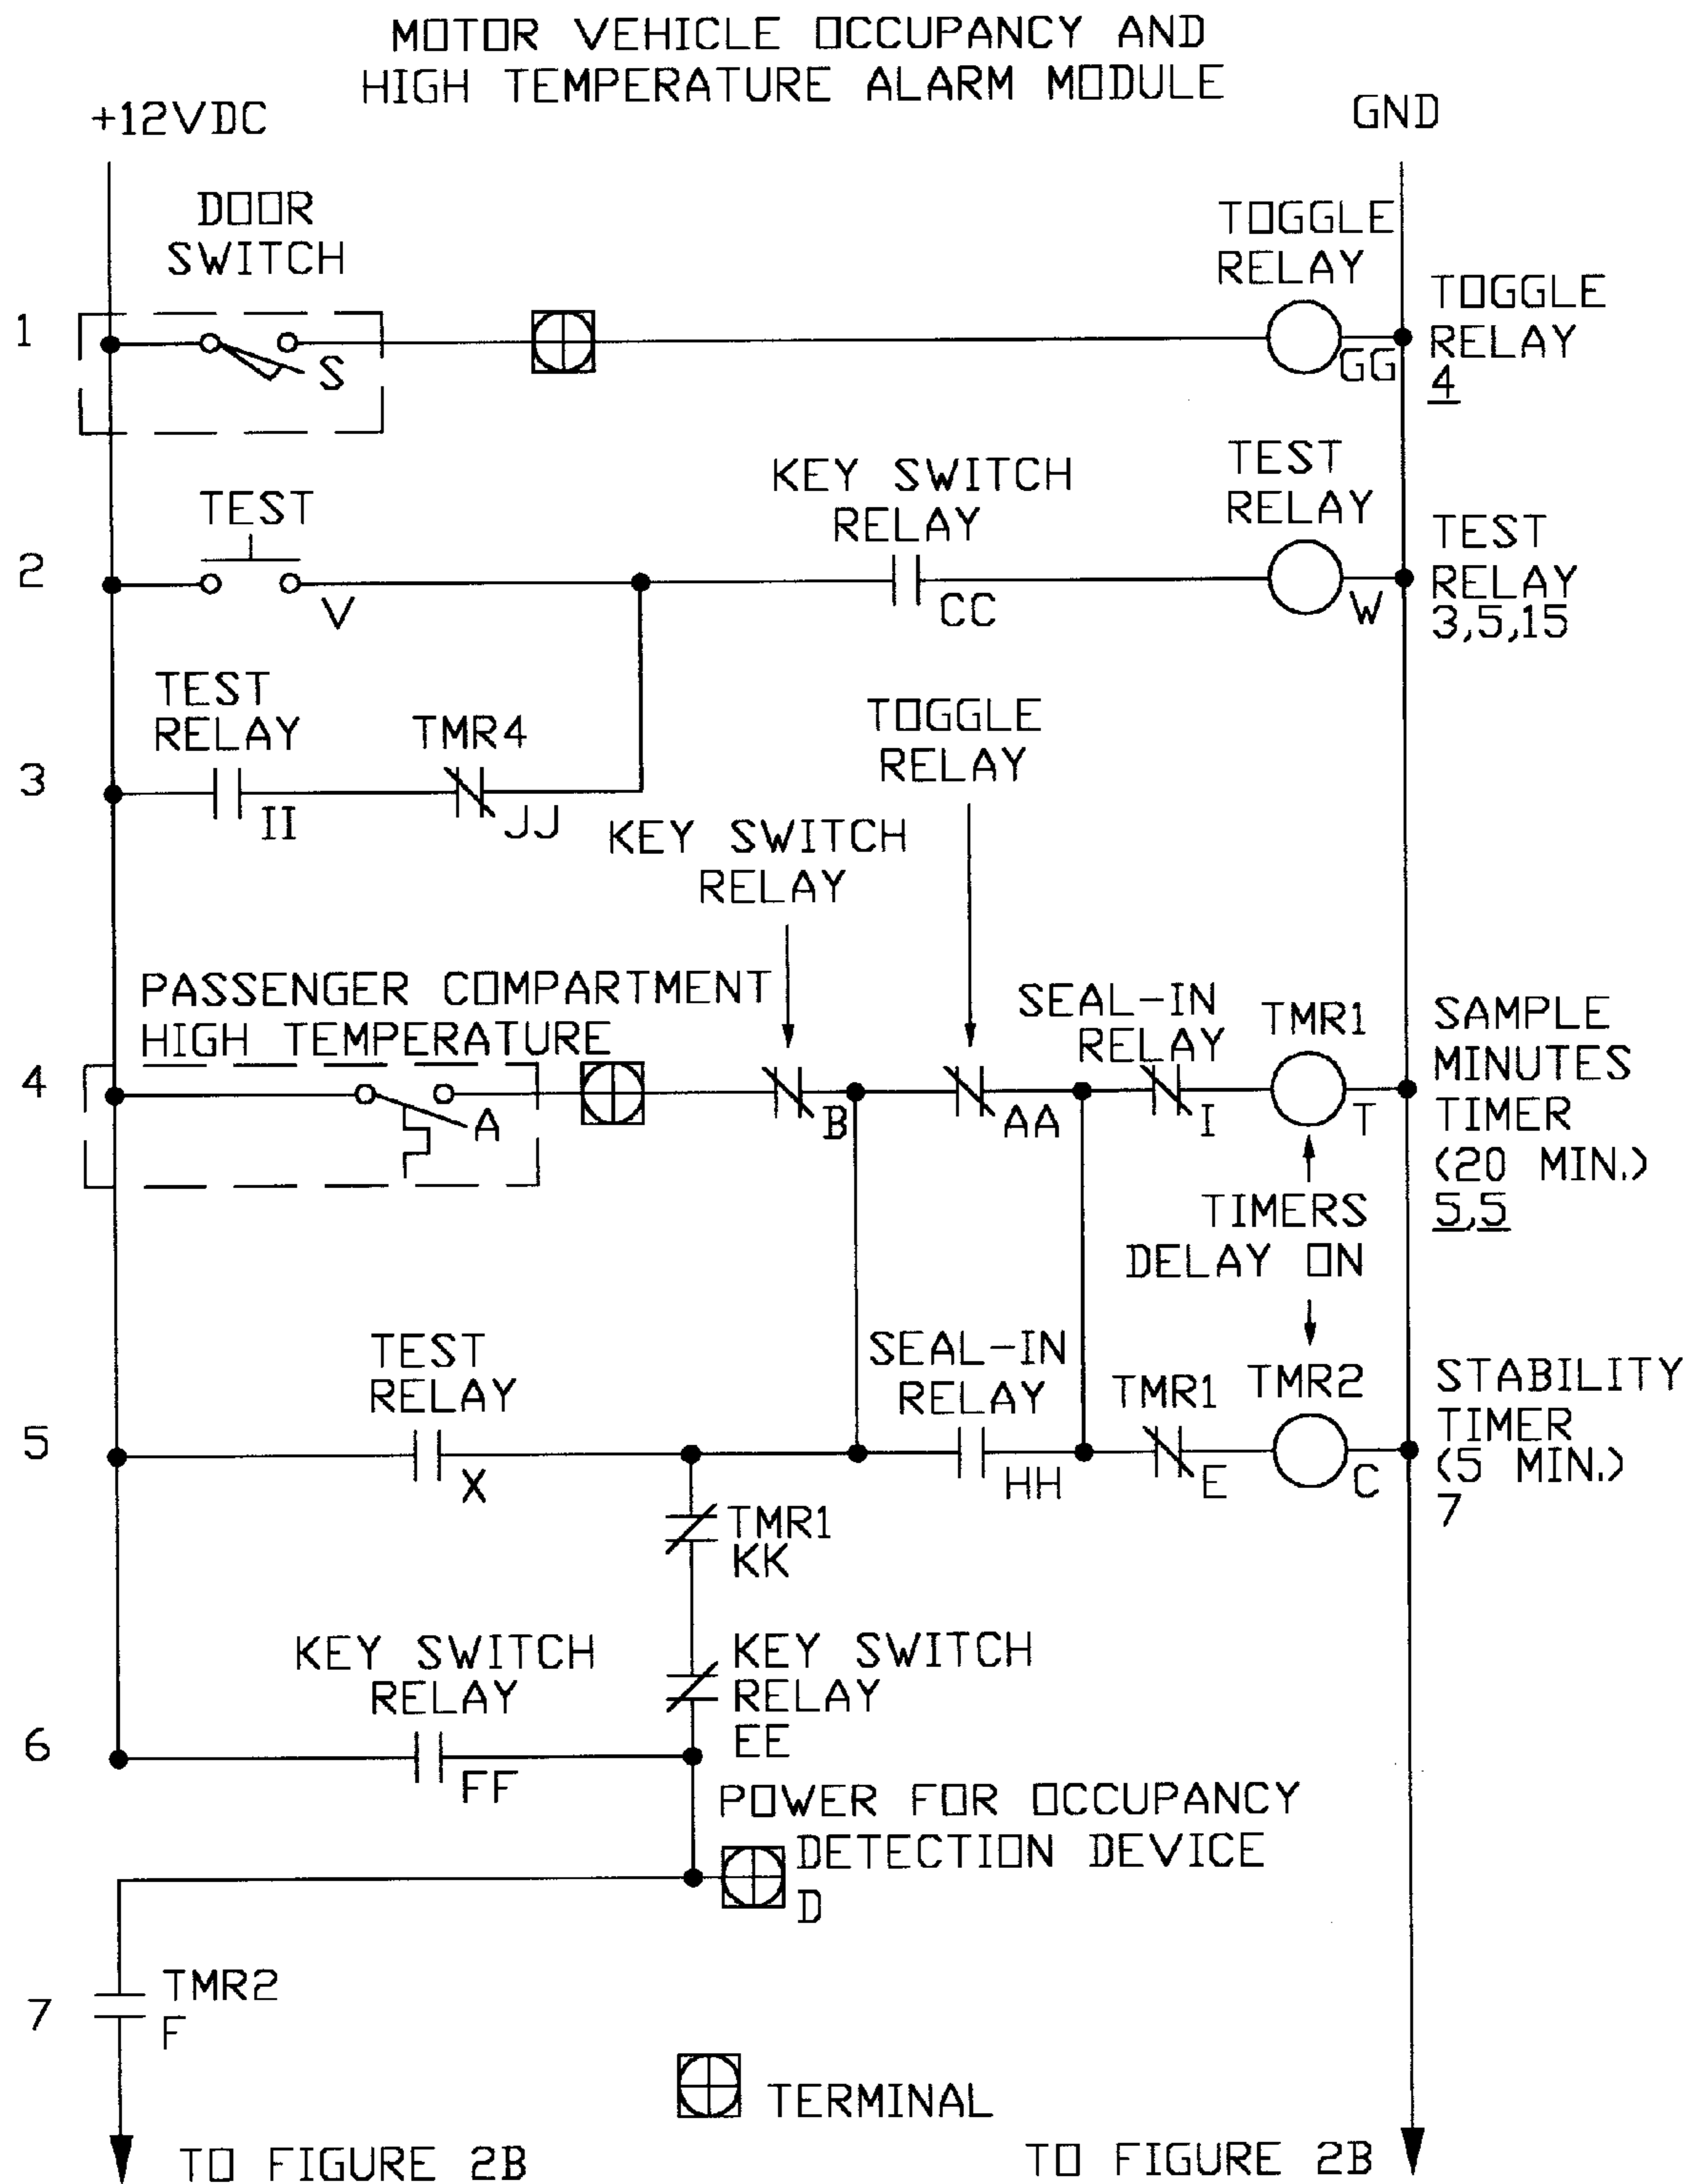 MOTOR VEHICLE OCCUPANCY AND
HIGH TEMPERATURE ALARM MODULE
+12VDC
GND
DOOR
SWITCH
TOGGLE
RELAY
1
S
GG
TOGGLE
RELAY
4
TEST
KEY SWITCH
RELAY
TEST
RELAY
2
V
CC
W
TEST
RELAY
3,5,15
TEST
RELAY
TMR4
TOGGLE
RELAY
3
II
JJ
KEY SWITCH
RELAY
PASSENGER COMPARTMENT
HIGH TEMPERATURE
SEAL-IN
RELAY
TMR1
4
A
B
AA
I
T
SAMPLE
MINUTES
TIMER
(20 MIN.)
5,5
TIMERS
DELAY ON
TEST
RELAY
SEAL-IN
RELAY
TMR1
TMR2
5
X
HH
E
C
STABILITY
TIMER
(5 MIN.)
7
TMR1
KK
KEY SWITCH
RELAY
KEY SWITCH
RELAY
EE
6
FF
POWER FOR OCCUPANCY
DETECTION DEVICE
D
7
TMR2
F
TERMINAL
TO FIGURE 2B
TO FIGURE 2B